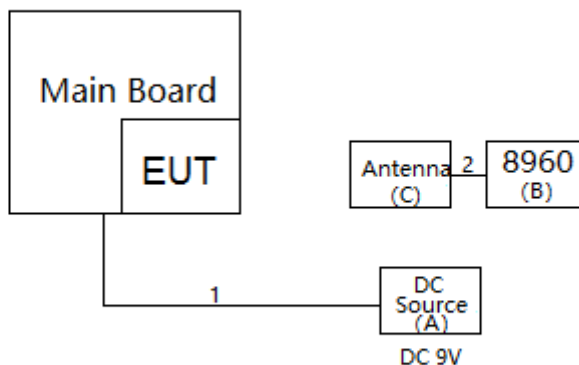 Main Board
EUT
Antenna
(C)
2
8960
(B)
1
DC
Source
(A)
DC 9V